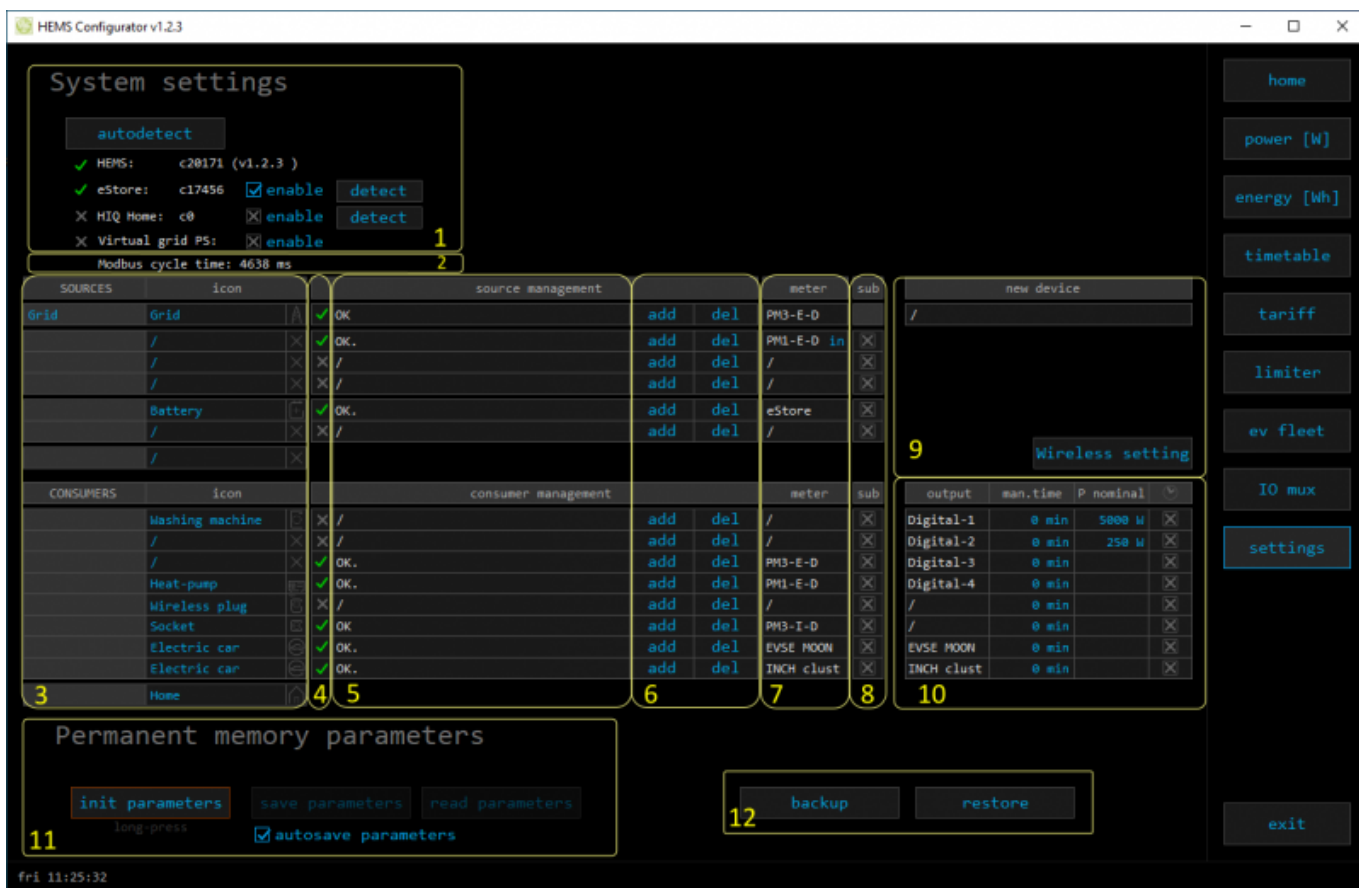 HEMS Configurator v1.2.3
System settings
home
autodetect
power [W]
HEMS: c20171 (v1.2.3 )
eStore: c17456 enable detect
energy [Wh]
HIQ Home: c0 enable detect
Virtual grid PS: enable 1
Modbus cycle time: 4638 ms 2
timetable
SOURCES icon source management meter sub new device
Grid Grid OK add del PM3-E-D /
tariff
/ OK. add del PM1-E-D in
/ / add del /
/ / add del /
limiter
Battery OK. add del eStore
/ / add del /
ev fleet
/ 9 Wireless setting
CONSUMERS icon consumer management meter sub output man.time P nominal
IO mux
Washing machine / add del / Digital-1 0 min 5000 W
/ / add del / Digital-2 0 min 250 W
settings
/ OK. add del PM3-E-D Digital-3 0 min
Heat-pump OK. add del PM1-E-D Digital-4 0 min
Wireless plug / add del / / 0 min
Socket OK add del PM3-I-D / 0 min
Electric car OK. add del EVSE MOON EVSE MOON 0 min
Electric car OK. add del INCH clust INCH clust 0 min
3 Home 4 5 6 7 8 10
Permanent memory parameters
init parameters save parameters read parameters backup restore
long-press 12
autosave parameters
11
exit
fri 11:25:32